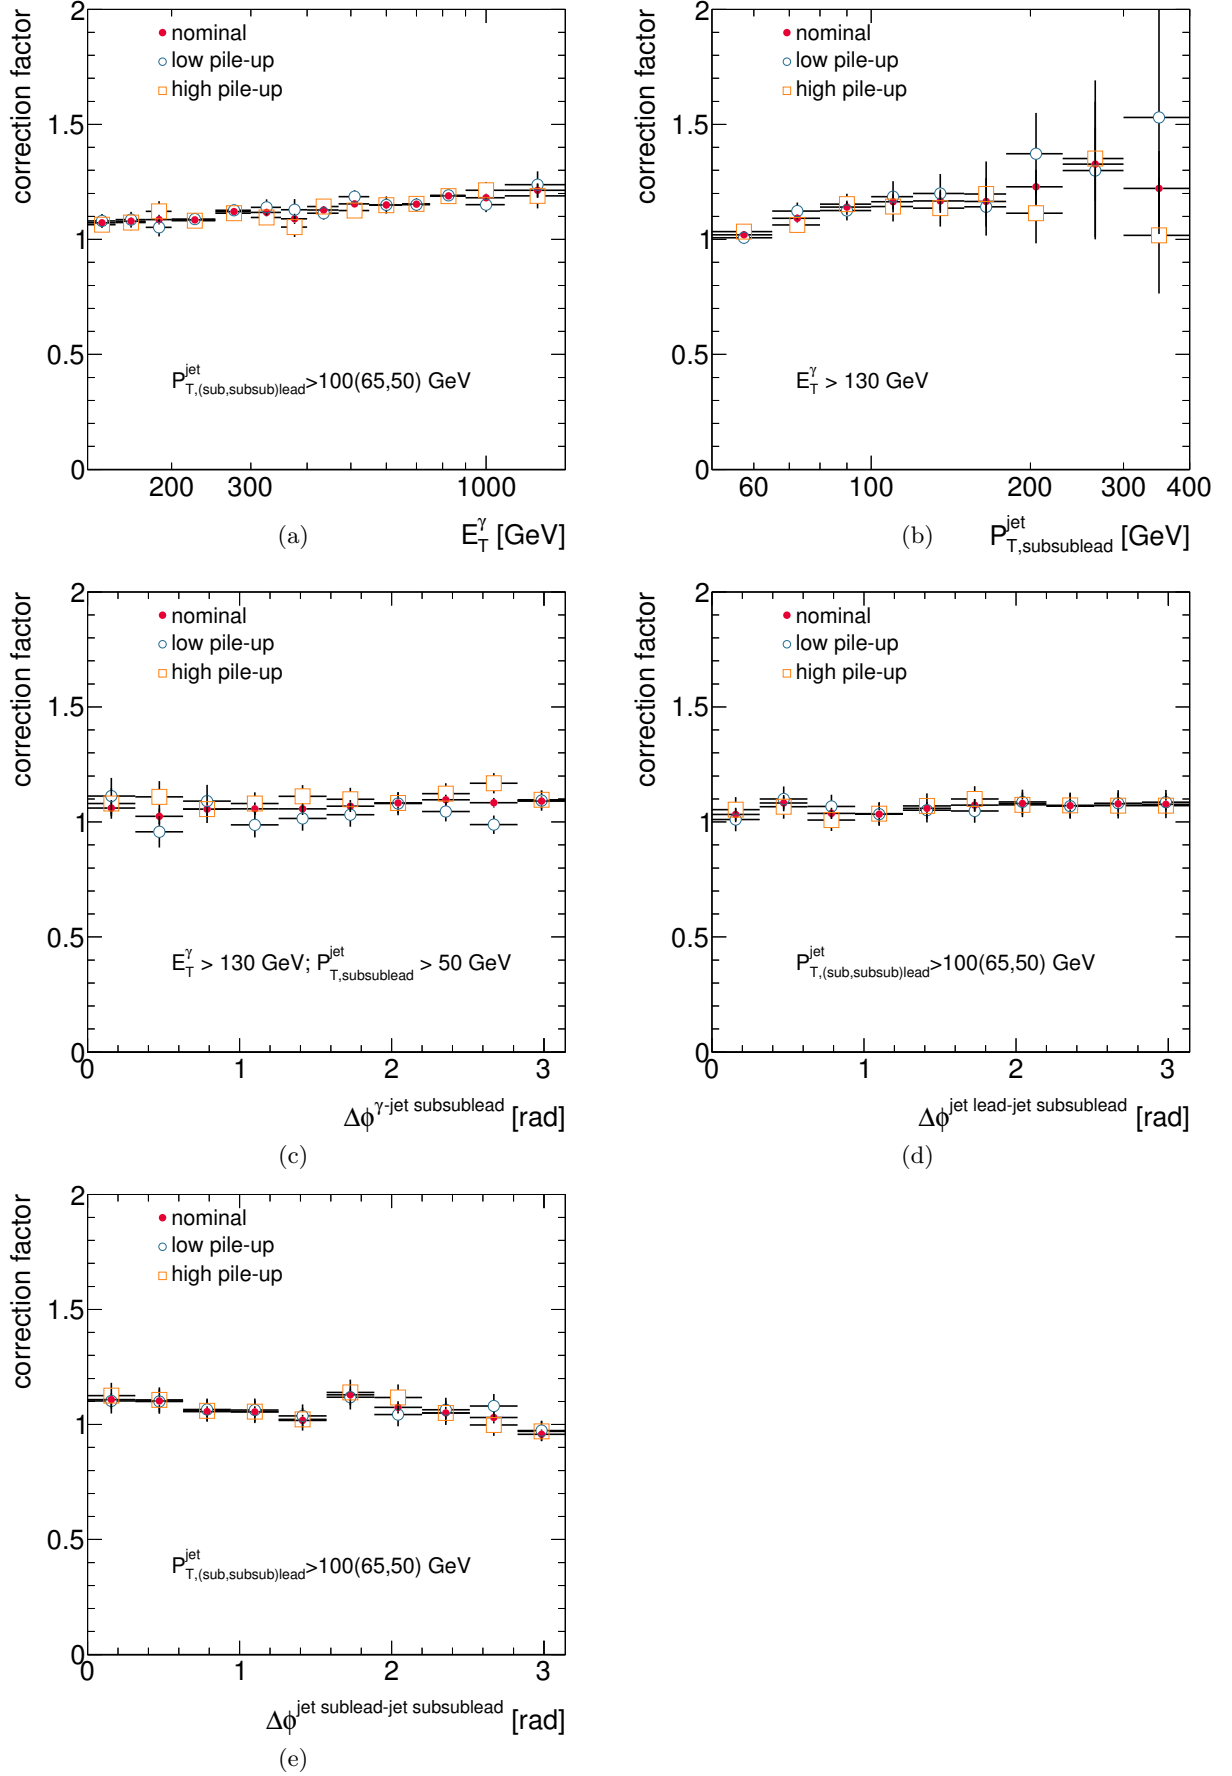 correction factor
2
1.5
1
0.5
0
nominal
low pile-up
high pile-up
P^jet_T,(sub,subsub)lead>100(65,50) GeV
200 300 1000
E_T^γ [GeV]
(a)
correction factor
2
1.5
1
0.5
0
nominal
low pile-up
high pile-up
E_T^γ > 130 GeV
60 100 200 300 400
P^jet_T,subsublead [GeV]
(b)
correction factor
2
1.5
1
0.5
0
nominal
low pile-up
high pile-up
E_T^γ > 130 GeV; P^jet_T,subsublead > 50 GeV
0 1 2 3
Δϕ^γ-jet subsublead [rad]
(c)
correction factor
2
1.5
1
0.5
0
nominal
low pile-up
high pile-up
P^jet_T,(sub,subsub)lead>100(65,50) GeV
0 1 2 3
Δϕ^jet lead-jet subsublead [rad]
(d)
correction factor
2
1.5
1
0.5
0
nominal
low pile-up
high pile-up
P^jet_T,(sub,subsub)lead>100(65,50) GeV
0 1 2 3
Δϕ^jet sublead-jet subsublead [rad]
(e)